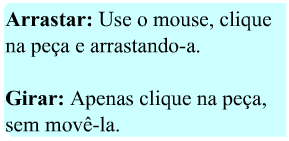 Arrastar: Use o mouse, clique
na peça e arrastando-a.
Girar: Apenas clique na peça,
sem movê-la.